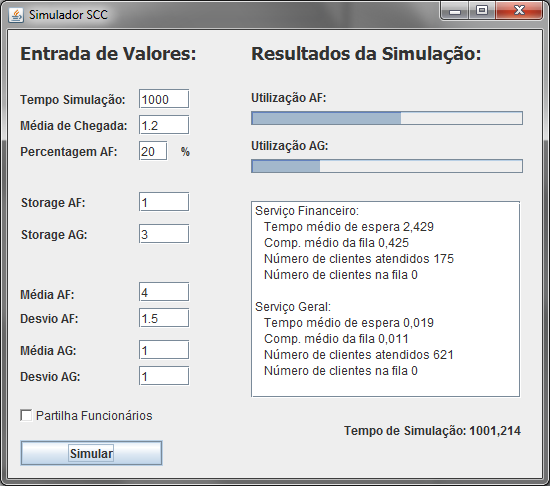 Simulador SCC
Entrada de Valores:
Tempo Simulação: 1000
Média de Chegada: 1.2
Percentagem AF: 20 %
Storage AF: 1
Storage AG: 3
Média AF: 4
Desvio AF: 1.5
Média AG: 1
Desvio AG: 1
Partilha Funcionários
Simular
Resultados da Simulação:
Utilização AF:
Utilização AG:
Serviço Financeiro:
Tempo médio de espera 2,429
Comp. médio da fila 0,425
Número de clientes atendidos 175
Número de clientes na fila 0
Serviço Geral:
Tempo médio de espera 0,019
Comp. média da fila 0,011
Número de clientes atendidos 621
Número de clientes na fila 0
Tempo de Simulação: 1001,214